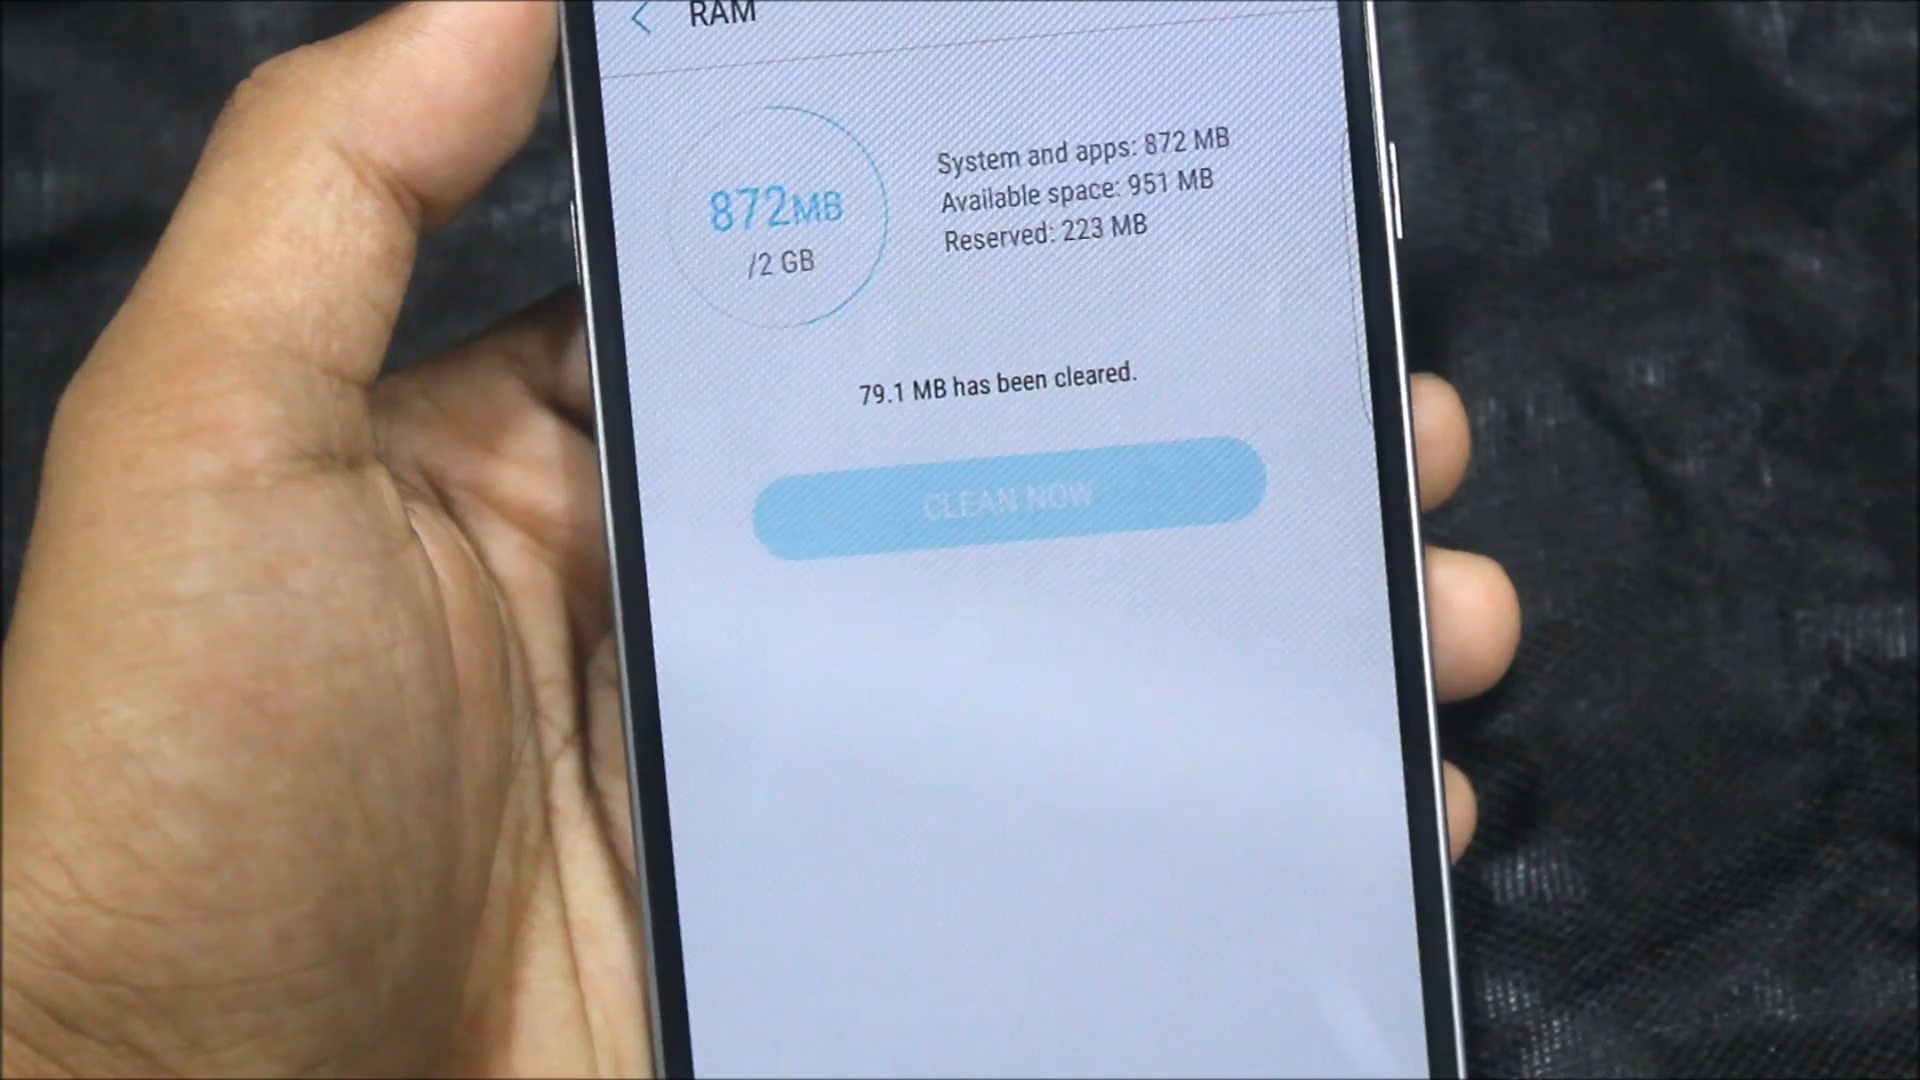 RAM
872MB
/2 GB
System and apps: 872 MB
Available space: 951 MB
Reserved: 223 MB
79.1 MB has been cleared.
CLEAN NOW